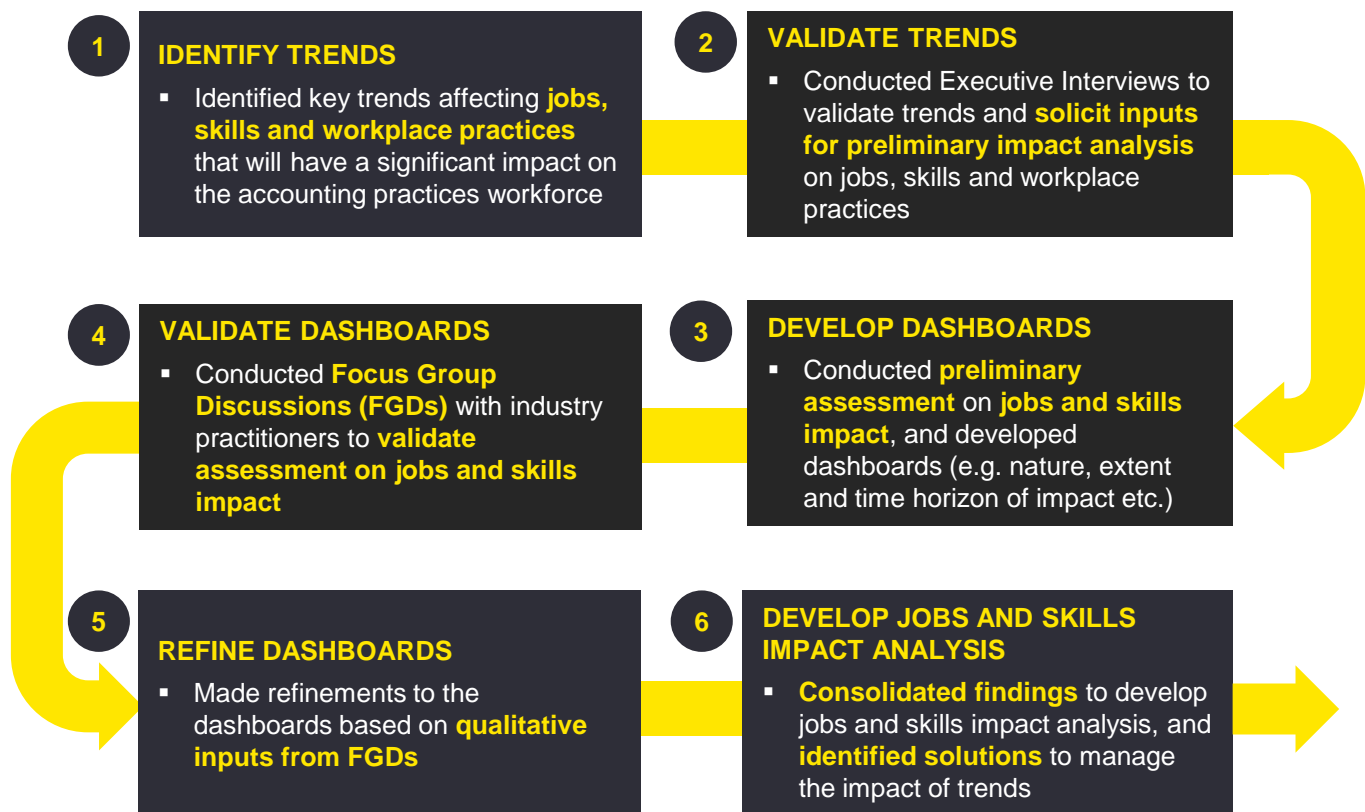 1
IDENTIFY TRENDS
▪ Identified key trends affecting jobs,
skills and workplace practices
that will have a significant impact on
the accounting practices workforce
2
VALIDATE TRENDS
▪ Conducted Executive Interviews to
validate trends and solicit inputs
for preliminary impact analysis
on jobs, skills and workplace
practices
3
DEVELOP DASHBOARDS
▪ Conducted preliminary
assessment on jobs and skills
impact, and developed
dashboards (e.g. nature, extent
and time horizon of impact etc.)
4
VALIDATE DASHBOARDS
▪ Conducted Focus Group
Discussions (FGDs) with industry
practitioners to validate
assessment on jobs and skills
impact
5
REFINE DASHBOARDS
▪ Made refinements to the
dashboards based on qualitative
inputs from FGDs
6
DEVELOP JOBS AND SKILLS
IMPACT ANALYSIS
▪ Consolidated findings to develop
jobs and skills impact analysis, and
identified solutions to manage
the impact of trends